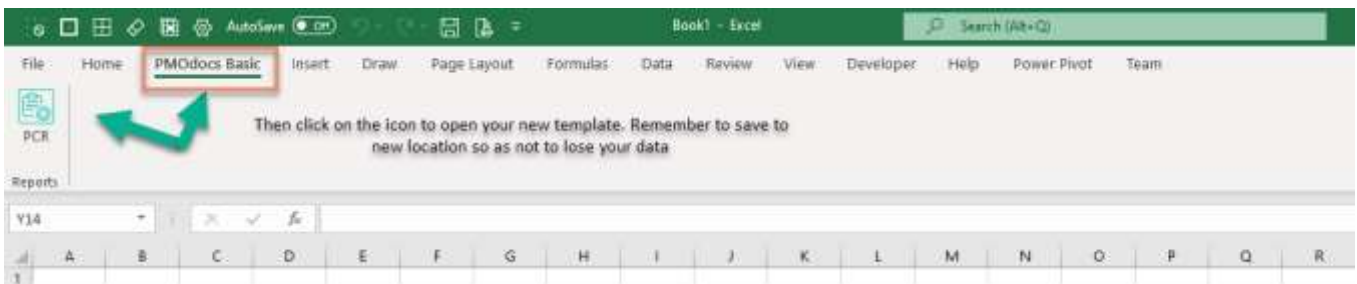 AutoSave Off Book1 - Excel Search (Alt+Q)
File Home PMOdocs Basic Insert Draw Page Layout Formulas Data Review View Developer Help Power Pivot Team
Then click on the icon to open your new template. Remember to save to
new location so as not to lose your data
PCR
Reports
Y14 fx
A B C D E F G H I J K L M N O P Q R
1